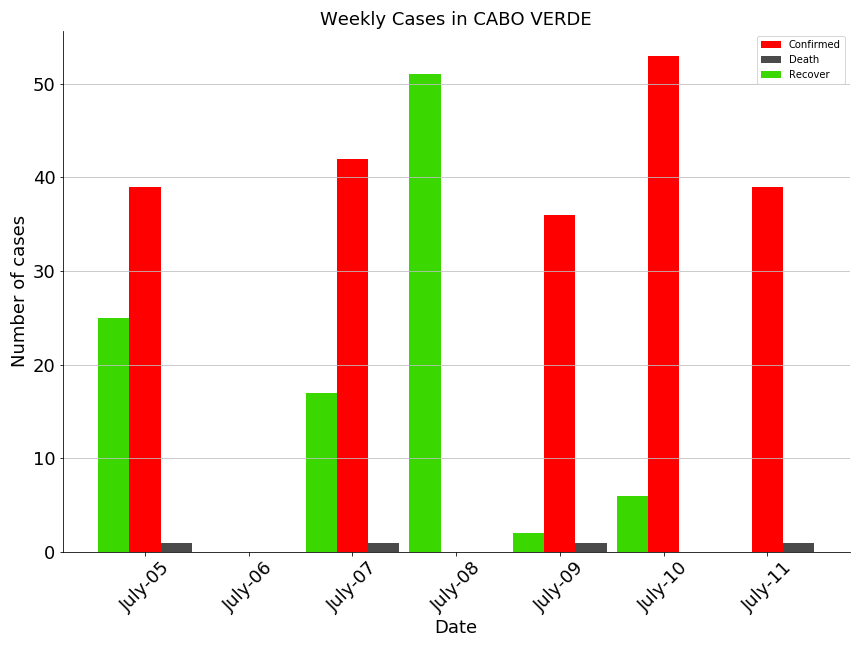 Weekly Cases in CABO VERDE
Confirmed
Death
Recover
Number of cases
50
40
30
20
10
0
July-05
July-06
July-07
July-08
July-09
July-10
July-11
Date